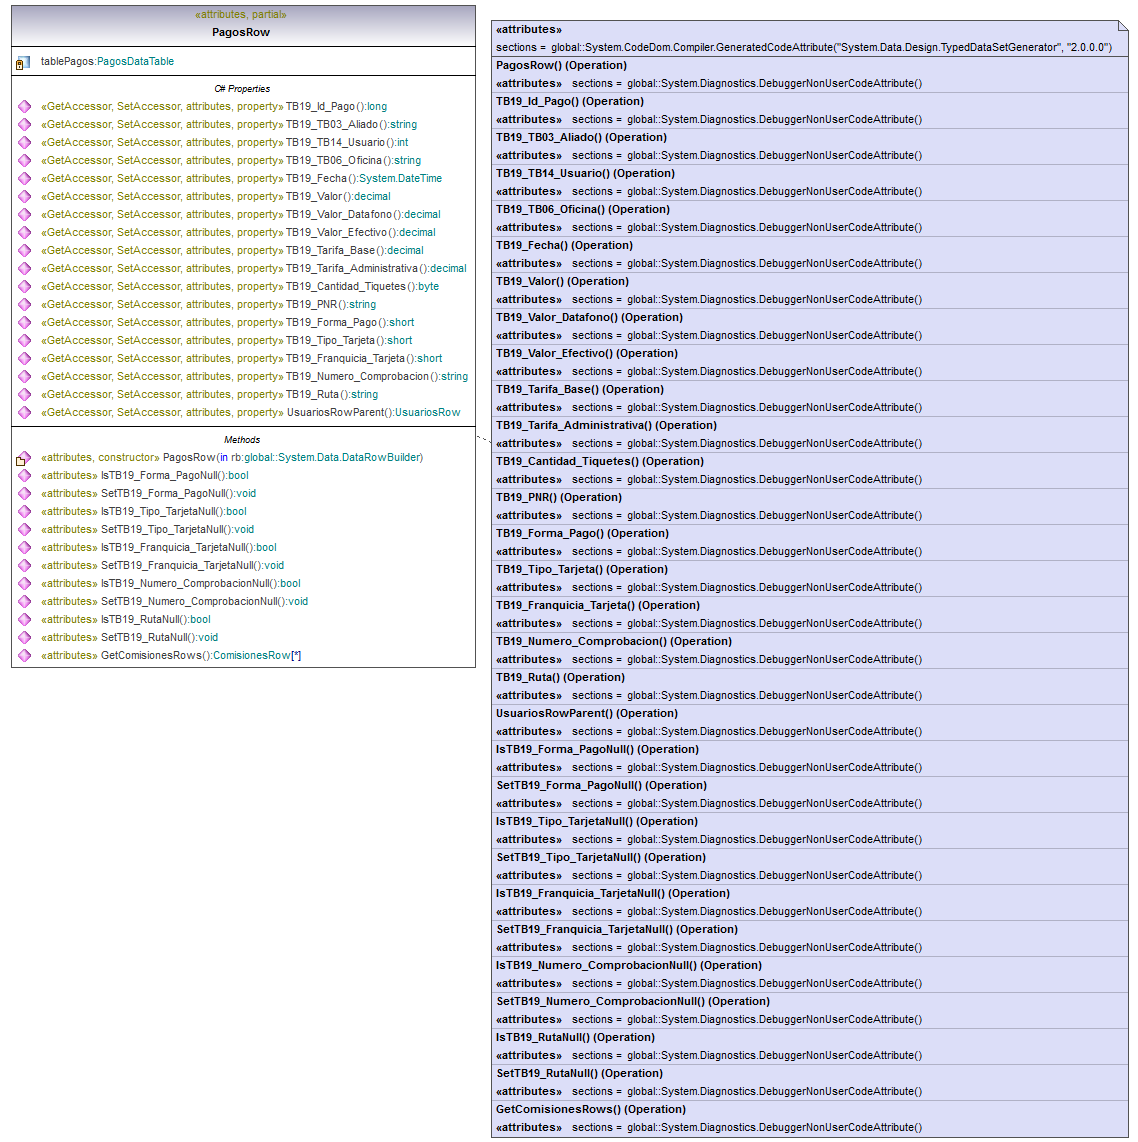 «attributes, partial»
PagosRow
tablePagos:PagosDataTable
C# Properties
«GetAccessor, SetAccessor, attributes, property» TB19_Id_Pago():long
«GetAccessor, SetAccessor, attributes, property» TB19_TB03_Aliado():string
«GetAccessor, SetAccessor, attributes, property» TB19_TB14_Usuario():int
«GetAccessor, SetAccessor, attributes, property» TB19_TB06_Oficina():string
«GetAccessor, SetAccessor, attributes, property» TB19_Fecha():System.DateTime
«GetAccessor, SetAccessor, attributes, property» TB19_Valor():decimal
«GetAccessor, SetAccessor, attributes, property» TB19_Valor_Datafono():decimal
«GetAccessor, SetAccessor, attributes, property» TB19_Valor_Efectivo():decimal
«GetAccessor, SetAccessor, attributes, property» TB19_Tarifa_Base():decimal
«GetAccessor, SetAccessor, attributes, property» TB19_Tarifa_Administrativa():decimal
«GetAccessor, SetAccessor, attributes, property» TB19_Cantidad_Tiquetes():byte
«GetAccessor, SetAccessor, attributes, property» TB19_PNR():string
«GetAccessor, SetAccessor, attributes, property» TB19_Forma_Pago():short
«GetAccessor, SetAccessor, attributes, property» TB19_Tipo_Tarjeta():short
«GetAccessor, SetAccessor, attributes, property» TB19_Franquicia_Tarjeta():short
«GetAccessor, SetAccessor, attributes, property» TB19_Numero_Comprobacion():string
«GetAccessor, SetAccessor, attributes, property» TB19_Ruta():string
«GetAccessor, SetAccessor, attributes, property» UsuariosRowParent():UsuariosRow
Methods
«attributes, constructor» PagosRow(in rb:global::System.Data.DataRowBuilder)
«attributes» IsTB19_Forma_PagoNull():bool
«attributes» SetTB19_Forma_PagoNull():void
«attributes» IsTB19_Tipo_TarjetaNull():bool
«attributes» SetTB19_Tipo_TarjetaNull():void
«attributes» IsTB19_Franquicia_TarjetaNull():bool
«attributes» SetTB19_Franquicia_TarjetaNull():void
«attributes» IsTB19_Numero_ComprobacionNull():bool
«attributes» SetTB19_Numero_ComprobacionNull():void
«attributes» IsTB19_RutaNull():bool
«attributes» SetTB19_RutaNull():void
«attributes» GetComisionesRows():ComisionesRow[*]
«attributes»
sections = global::System.CodeDom.Compiler.GeneratedCodeAttribute("System.Data.Design.TypedDataSetGenerator", "2.0.0.0")
PagosRow() (Operation)
«attributes» sections = global::System.Diagnostics.DebuggerNonUserCodeAttribute()
TB19_Id_Pago() (Operation)
«attributes» sections = global::System.Diagnostics.DebuggerNonUserCodeAttribute()
TB19_TB03_Aliado() (Operation)
«attributes» sections = global::System.Diagnostics.DebuggerNonUserCodeAttribute()
TB19_TB14_Usuario() (Operation)
«attributes» sections = global::System.Diagnostics.DebuggerNonUserCodeAttribute()
TB19_TB06_Oficina() (Operation)
«attributes» sections = global::System.Diagnostics.DebuggerNonUserCodeAttribute()
TB19_Fecha() (Operation)
«attributes» sections = global::System.Diagnostics.DebuggerNonUserCodeAttribute()
TB19_Valor() (Operation)
«attributes» sections = global::System.Diagnostics.DebuggerNonUserCodeAttribute()
TB19_Valor_Datafono() (Operation)
«attributes» sections = global::System.Diagnostics.DebuggerNonUserCodeAttribute()
TB19_Valor_Efectivo() (Operation)
«attributes» sections = global::System.Diagnostics.DebuggerNonUserCodeAttribute()
TB19_Tarifa_Base() (Operation)
«attributes» sections = global::System.Diagnostics.DebuggerNonUserCodeAttribute()
TB19_Tarifa_Administrativa() (Operation)
«attributes» sections = global::System.Diagnostics.DebuggerNonUserCodeAttribute()
TB19_Cantidad_Tiquetes() (Operation)
«attributes» sections = global::System.Diagnostics.DebuggerNonUserCodeAttribute()
TB19_PNR() (Operation)
«attributes» sections = global::System.Diagnostics.DebuggerNonUserCodeAttribute()
TB19_Forma_Pago() (Operation)
«attributes» sections = global::System.Diagnostics.DebuggerNonUserCodeAttribute()
TB19_Tipo_Tarjeta() (Operation)
«attributes» sections = global::System.Diagnostics.DebuggerNonUserCodeAttribute()
TB19_Franquicia_Tarjeta() (Operation)
«attributes» sections = global::System.Diagnostics.DebuggerNonUserCodeAttribute()
TB19_Numero_Comprobacion() (Operation)
«attributes» sections = global::System.Diagnostics.DebuggerNonUserCodeAttribute()
TB19_Ruta() (Operation)
«attributes» sections = global::System.Diagnostics.DebuggerNonUserCodeAttribute()
UsuariosRowParent() (Operation)
«attributes» sections = global::System.Diagnostics.DebuggerNonUserCodeAttribute()
IsTB19_Forma_PagoNull() (Operation)
«attributes» sections = global::System.Diagnostics.DebuggerNonUserCodeAttribute()
SetTB19_Forma_PagoNull() (Operation)
«attributes» sections = global::System.Diagnostics.DebuggerNonUserCodeAttribute()
IsTB19_Tipo_TarjetaNull() (Operation)
«attributes» sections = global::System.Diagnostics.DebuggerNonUserCodeAttribute()
SetTB19_Tipo_TarjetaNull() (Operation)
«attributes» sections = global::System.Diagnostics.DebuggerNonUserCodeAttribute()
IsTB19_Franquicia_TarjetaNull() (Operation)
«attributes» sections = global::System.Diagnostics.DebuggerNonUserCodeAttribute()
SetTB19_Franquicia_TarjetaNull() (Operation)
«attributes» sections = global::System.Diagnostics.DebuggerNonUserCodeAttribute()
IsTB19_Numero_ComprobacionNull() (Operation)
«attributes» sections = global::System.Diagnostics.DebuggerNonUserCodeAttribute()
SetTB19_Numero_ComprobacionNull() (Operation)
«attributes» sections = global::System.Diagnostics.DebuggerNonUserCodeAttribute()
IsTB19_RutaNull() (Operation)
«attributes» sections = global::System.Diagnostics.DebuggerNonUserCodeAttribute()
SetTB19_RutaNull() (Operation)
«attributes» sections = global::System.Diagnostics.DebuggerNonUserCodeAttribute()
GetComisionesRows() (Operation)
«attributes» sections = global::System.Diagnostics.DebuggerNonUserCodeAttribute()